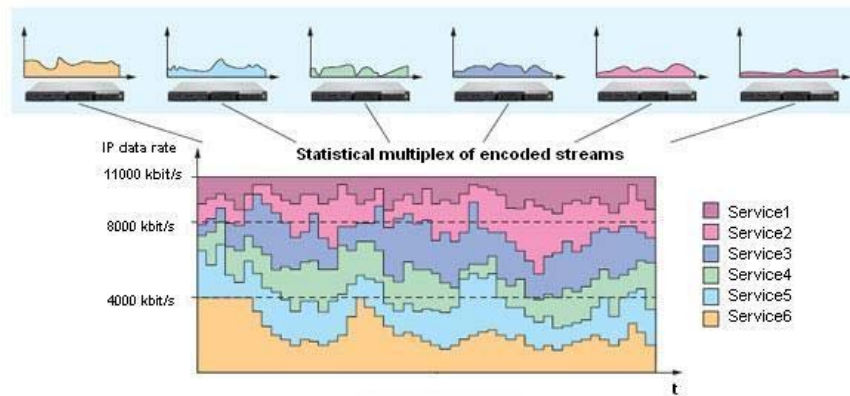 Statistical multiplex of encoded streams
IP data rate
11000 kbit/s
8000 kbit/s
4000 kbit/s
t
Service1
Service2
Service3
Service4
Service5
Service6